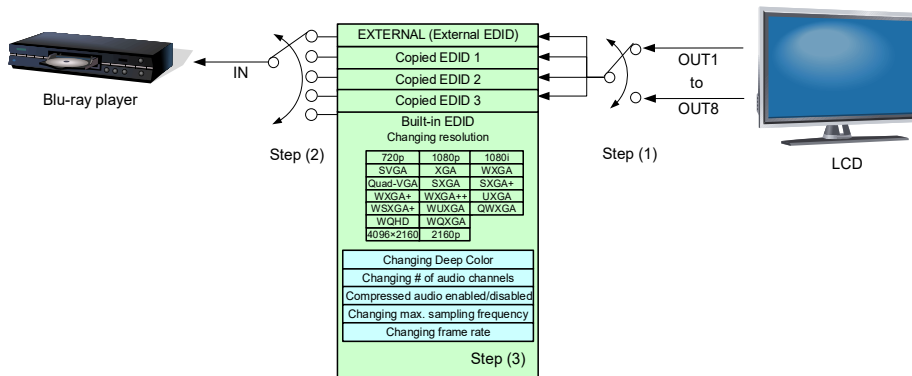 EXTERNAL (External EDID)
Copied EDID 1
Copied EDID 2
Copied EDID 3
Built-in EDID
Changing resolution
720p 1080p 1080i
SVGA XGA WXGA
Quad-VGA SXGA SXGA+
WXGA+ WXGA++ UXGA
WSXGA+ WUXGA QWXGA
WQHD WQXGA
4096×2160 2160p
Changing Deep Color
Changing # of audio channels
Compressed audio enabled/disabled
Changing max. sampling frequency
Changing frame rate
Step (3)
IN
Blu-ray player
Step (2)
Step (1)
OUT1
to
OUT8
LCD